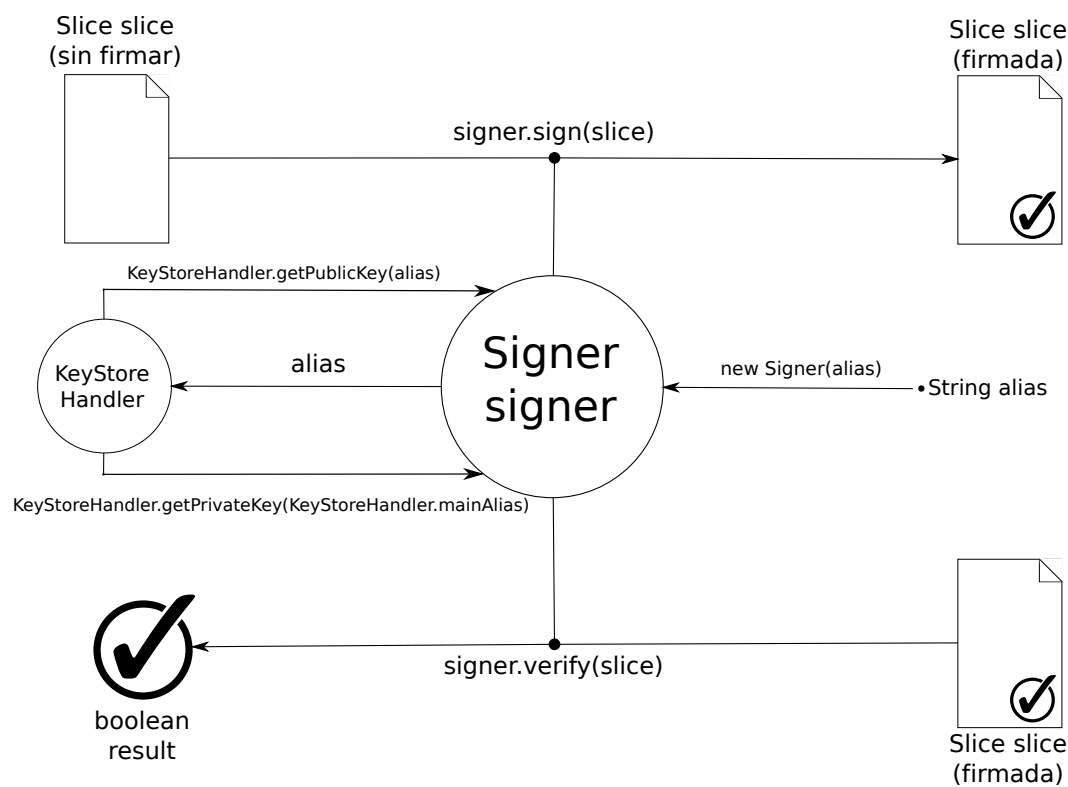 Slice slice
(sin firmar)
Slice slice
(firmada)
signer.sign(slice)
KeyStoreHandler.getPublicKey(alias)
KeyStore
Handler
alias
Signer
signer
new Signer(alias)
•String alias
KeyStoreHandler.getPrivateKey(KeyStoreHandler.mainAlias)
signer.verify(slice)
boolean
result
Slice slice
(firmada)